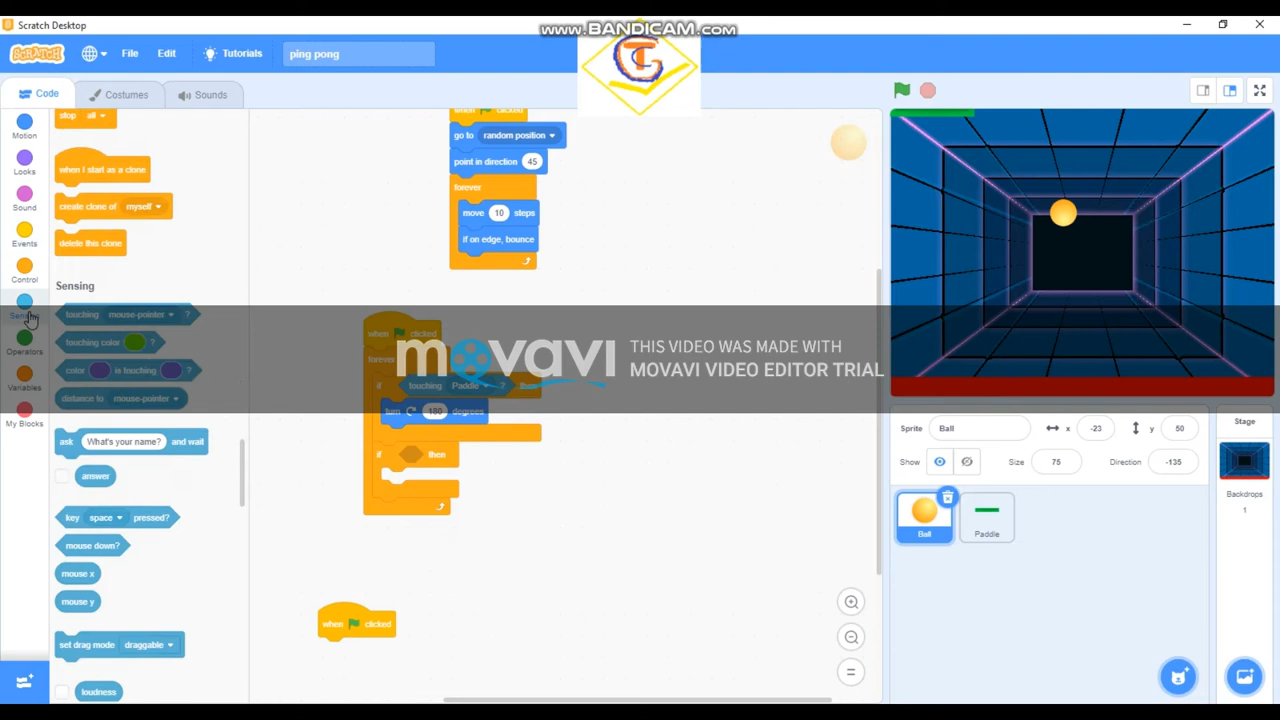 Scratch Desktop
www.BANDICAM.com
SCRATCH
File
Edit
Tutorials
ping pong
Code
Costumes
Sounds
Motion
Looks
Sound
Events
Control
Operators
Variables
My Blocks
stop all
when I start as a clone
create clone of myself
delete this clone
Sensing
touching mouse-pointer ?
touching color ?
color is touching ?
distance to mouse-pointer
ask What's your name? and wait
answer
key space pressed?
mouse down?
mouse x
mouse y
set drag mode draggable
loudness
when clicked
go to random position
point in direction 45
forever
move 10 steps
if on edge, bounce
when clicked
forever
if touching Paddle ? then
turn 180 degrees
if then
when clicked
movavi
THIS VIDEO WAS MADE WITH
MOVAVI VIDEO EDITOR TRIAL
Sprite
Ball
x
-23
y
50
Show
Size
75
Direction
-135
Ball
Paddle
Stage
Backdrops
1